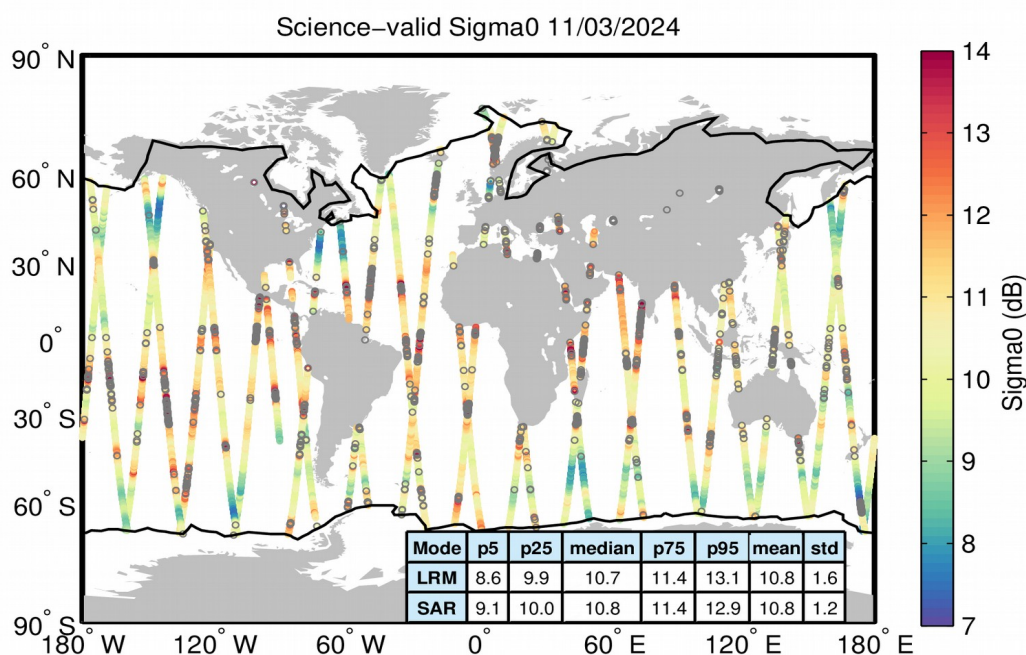 Science−valid Sigma0 11/03/2024
90° N
60° N
30° N
0°
30° S
60° S
90° S
180° W
120° W
60° W
0°
60° E
120° E
180° E
14
13
12
11
10
9
8
7
Sigma0 (dB)
Mode p5 p25 median p75 p95 mean std
LRM 8.6 9.9 10.7 11.4 13.1 10.8 1.6
SAR 9.1 10.0 10.8 11.4 12.9 10.8 1.2